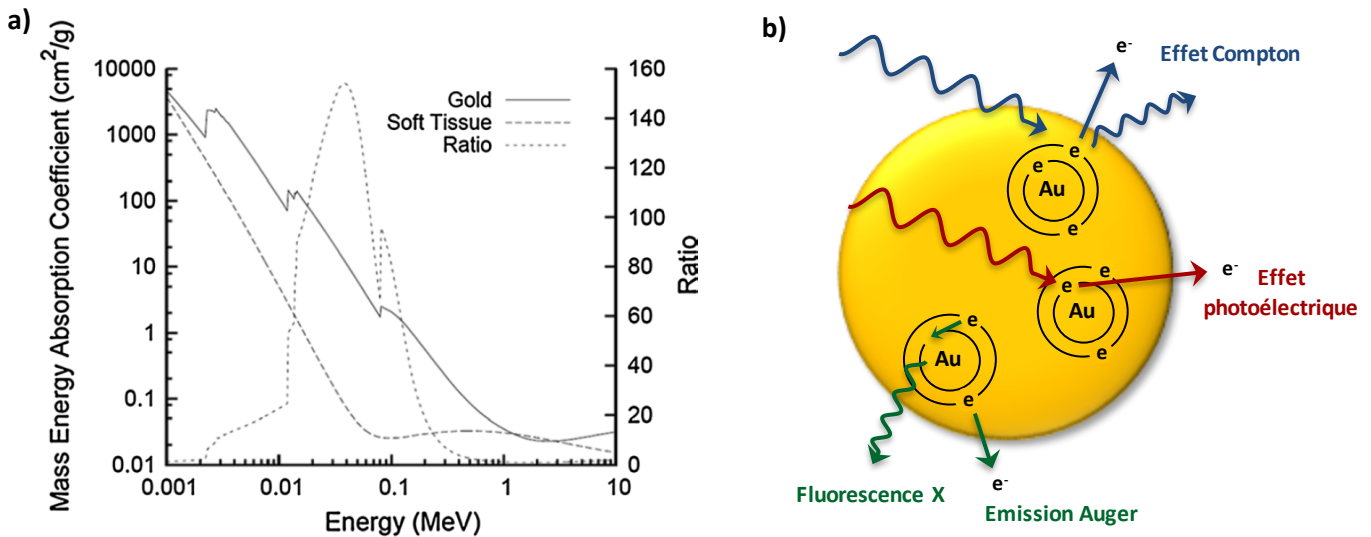 a)
Mass Energy Absorption Coefficient (cm²/g)
10000
1000
100
10
1
0.1
0.01
0.001
0.01
0.1
1
10
Energy (MeV)
160
140
120
100
80
60
40
20
0
Ratio
Gold
Soft Tissue
Ratio
b)
e⁻
Effet Compton
e
e
Au
e
e⁻
Effet
photoélectrique
e
e
Au
e
e
Au
e
Fluorescence X
e⁻
Emission Auger